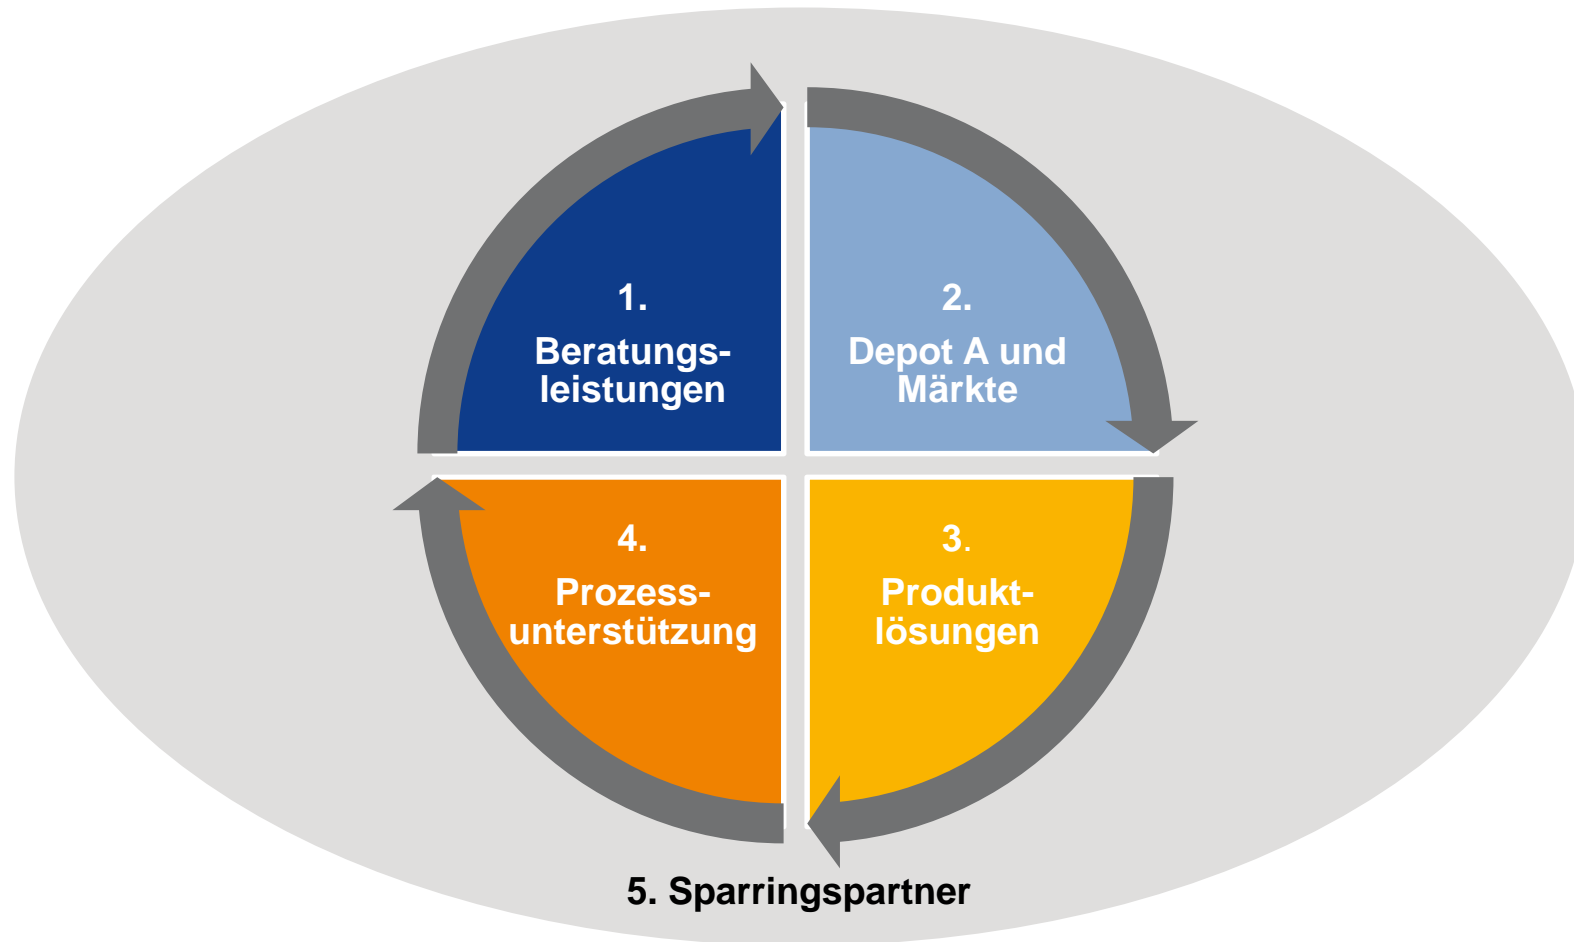 1.
Beratungs-
leistungen
2.
Depot A und
Märkte
3.
Produkt-
lösungen
4.
Prozess-
unterstützung
5. Sparringspartner